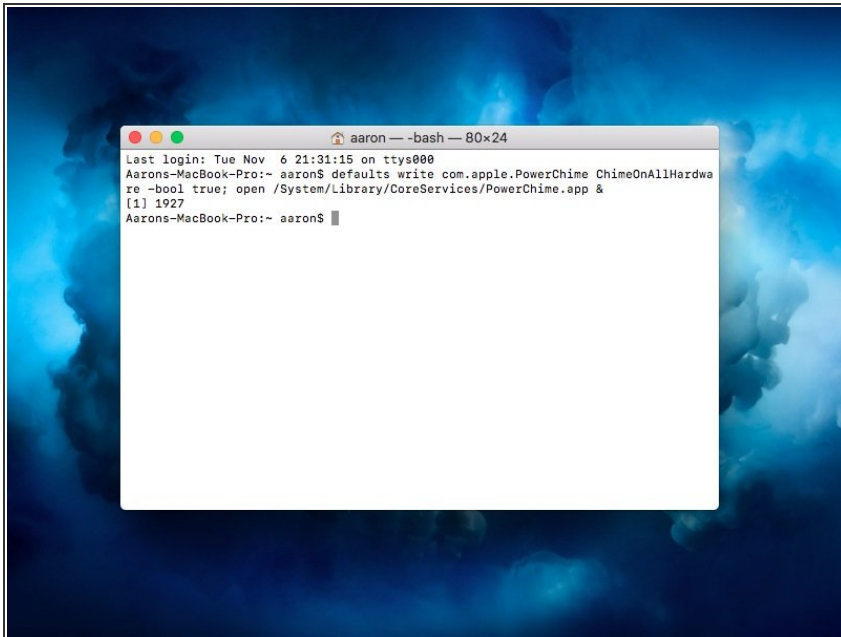 aaron — -bash — 80×24
Last login: Tue Nov  6 21:31:15 on ttys000
Aarons-MacBook-Pro:~ aaron$ defaults write com.apple.PowerChime ChimeOnAllHardwa
re -bool true; open /System/Library/CoreServices/PowerChime.app &
[1] 1927
Aarons-MacBook-Pro:~ aaron$